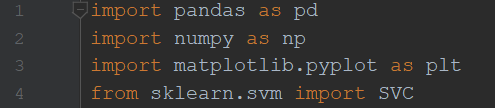 1 import pandas as pd
2 import numpy as np
3 import matplotlib.pyplot as plt
4 from sklearn.svm import SVC